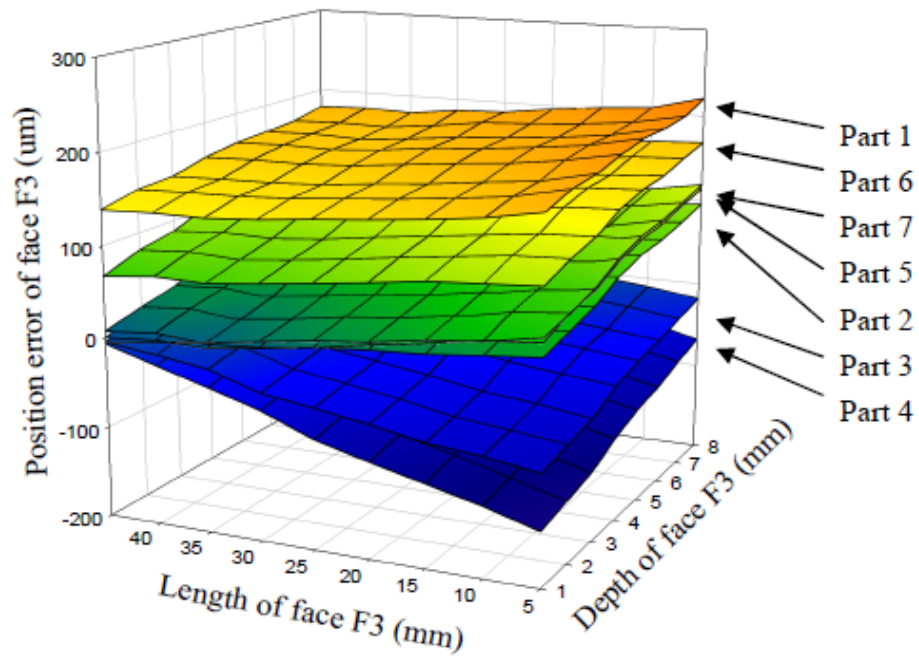 300
200
100
0
-100
-200
Position error of face F3 (um)
40
35
30
25
20
15
10
5
Length of face F3 (mm)
1
2
3
4
5
6
7
8
Depth of face F3 (mm)
Part 1
Part 6
Part 7
Part 5
Part 2
Part 3
Part 4